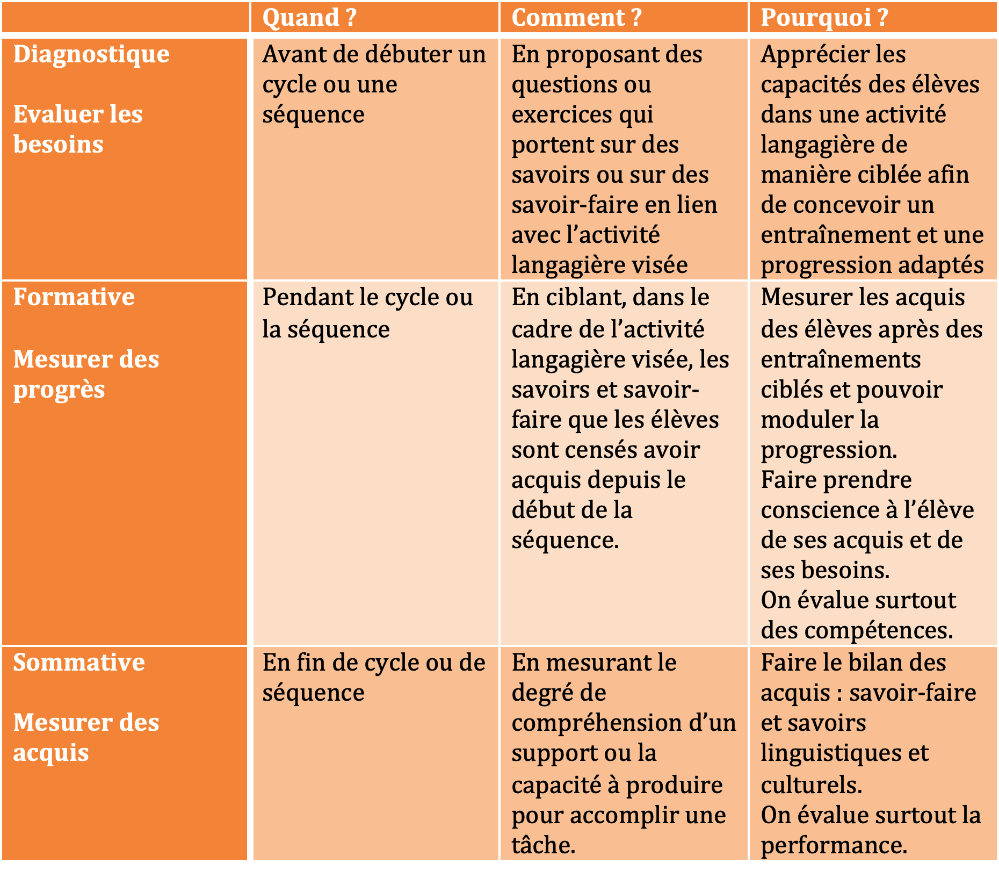 Quand ?
Comment ?
Pourquoi ?
Diagnostique
Evaluer les
besoins
Avant de débuter un
cycle ou une
séquence
En proposant des
questions ou
exercices qui
portent sur des
savoirs ou sur des
savoir-faire en lien
avec l’activité
langagière visée
Apprécier les
capacités des élèves
dans une activité
langagière de
manière ciblée afin
de concevoir un
entraînement et une
progression adaptés
Formative
Mesurer des
progrès
Pendant le cycle ou
la séquence
En ciblant, dans le
cadre de l’activité
langagière visée, les
savoirs et savoir-
faire que les élèves
sont censés avoir
acquis depuis le
début de la
séquence.
Mesurer les acquis
des élèves après des
entraînements
ciblés et pouvoir
moduler la
progression.
Faire prendre
conscience à l’élève
de ses acquis et de
ses besoins.
On évalue surtout
des compétences.
Sommative
Mesurer des
acquis
En fin de cycle ou de
séquence
En mesurant le
degré de
compréhension d’un
support ou la
capacité à produire
pour accomplir une
tâche.
Faire le bilan des
acquis : savoir-faire
et savoirs
linguistiques et
culturels.
On évalue surtout la
performance.